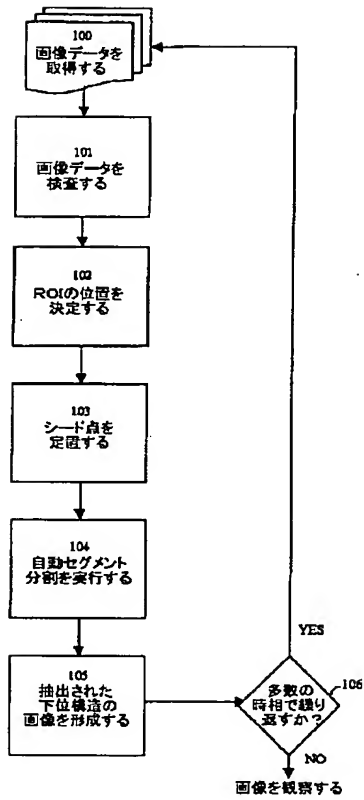 100
画像データを
取得する
101
画像データを
検査する
102
ROIの位置を
決定する
103
シード点を
定置する
104
自動セグメント
分割を実行する
105
抽出された
下位構造の
画像を形成する
多数の
時相で繰り
返すか?
106
YES
NO
画像を観察する